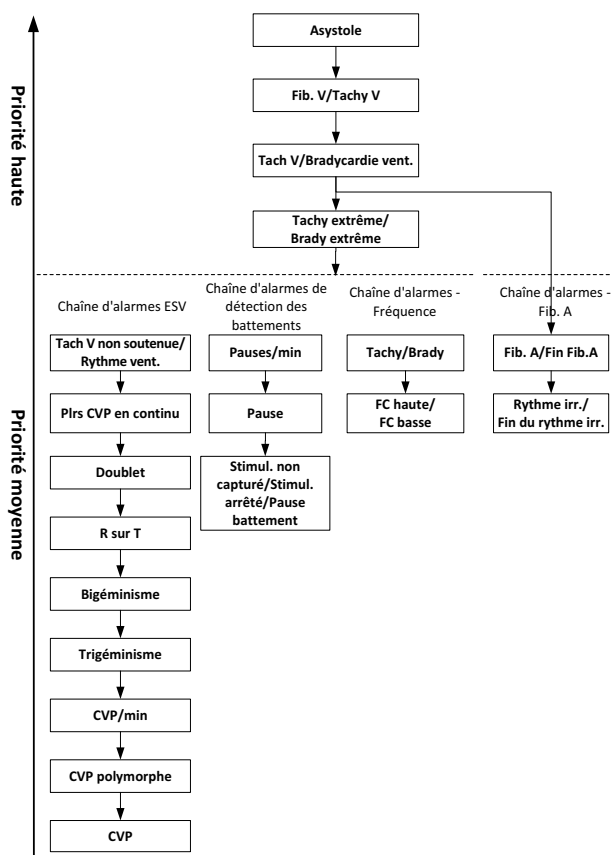 Priorité haute
Asystole
Fib. V/Tachy V
Tach V/Bradycardie vent.
Tachy extrême/
Brady extrême
Priorité moyenne
Chaîne d'alarmes ESV
Tach V non soutenue/
Rythme vent.
Plrs CVP en continu
Doublet
R sur T
Bigéminisme
Trigéminisme
CVP/min
CVP polymorphe
CVP
Chaîne d'alarmes de
détection des
battements
Pauses/min
Pause
Stimul. non
capturé/Stimul.
arrêté/Pause
battement
Chaîne d'alarmes -
Fréquence
Tachy/Brady
FC haute/
FC basse
Chaîne d'alarmes -
Fib. A
Fib. A/Fin Fib.A
Rythme irr./
Fin du rythme irr.